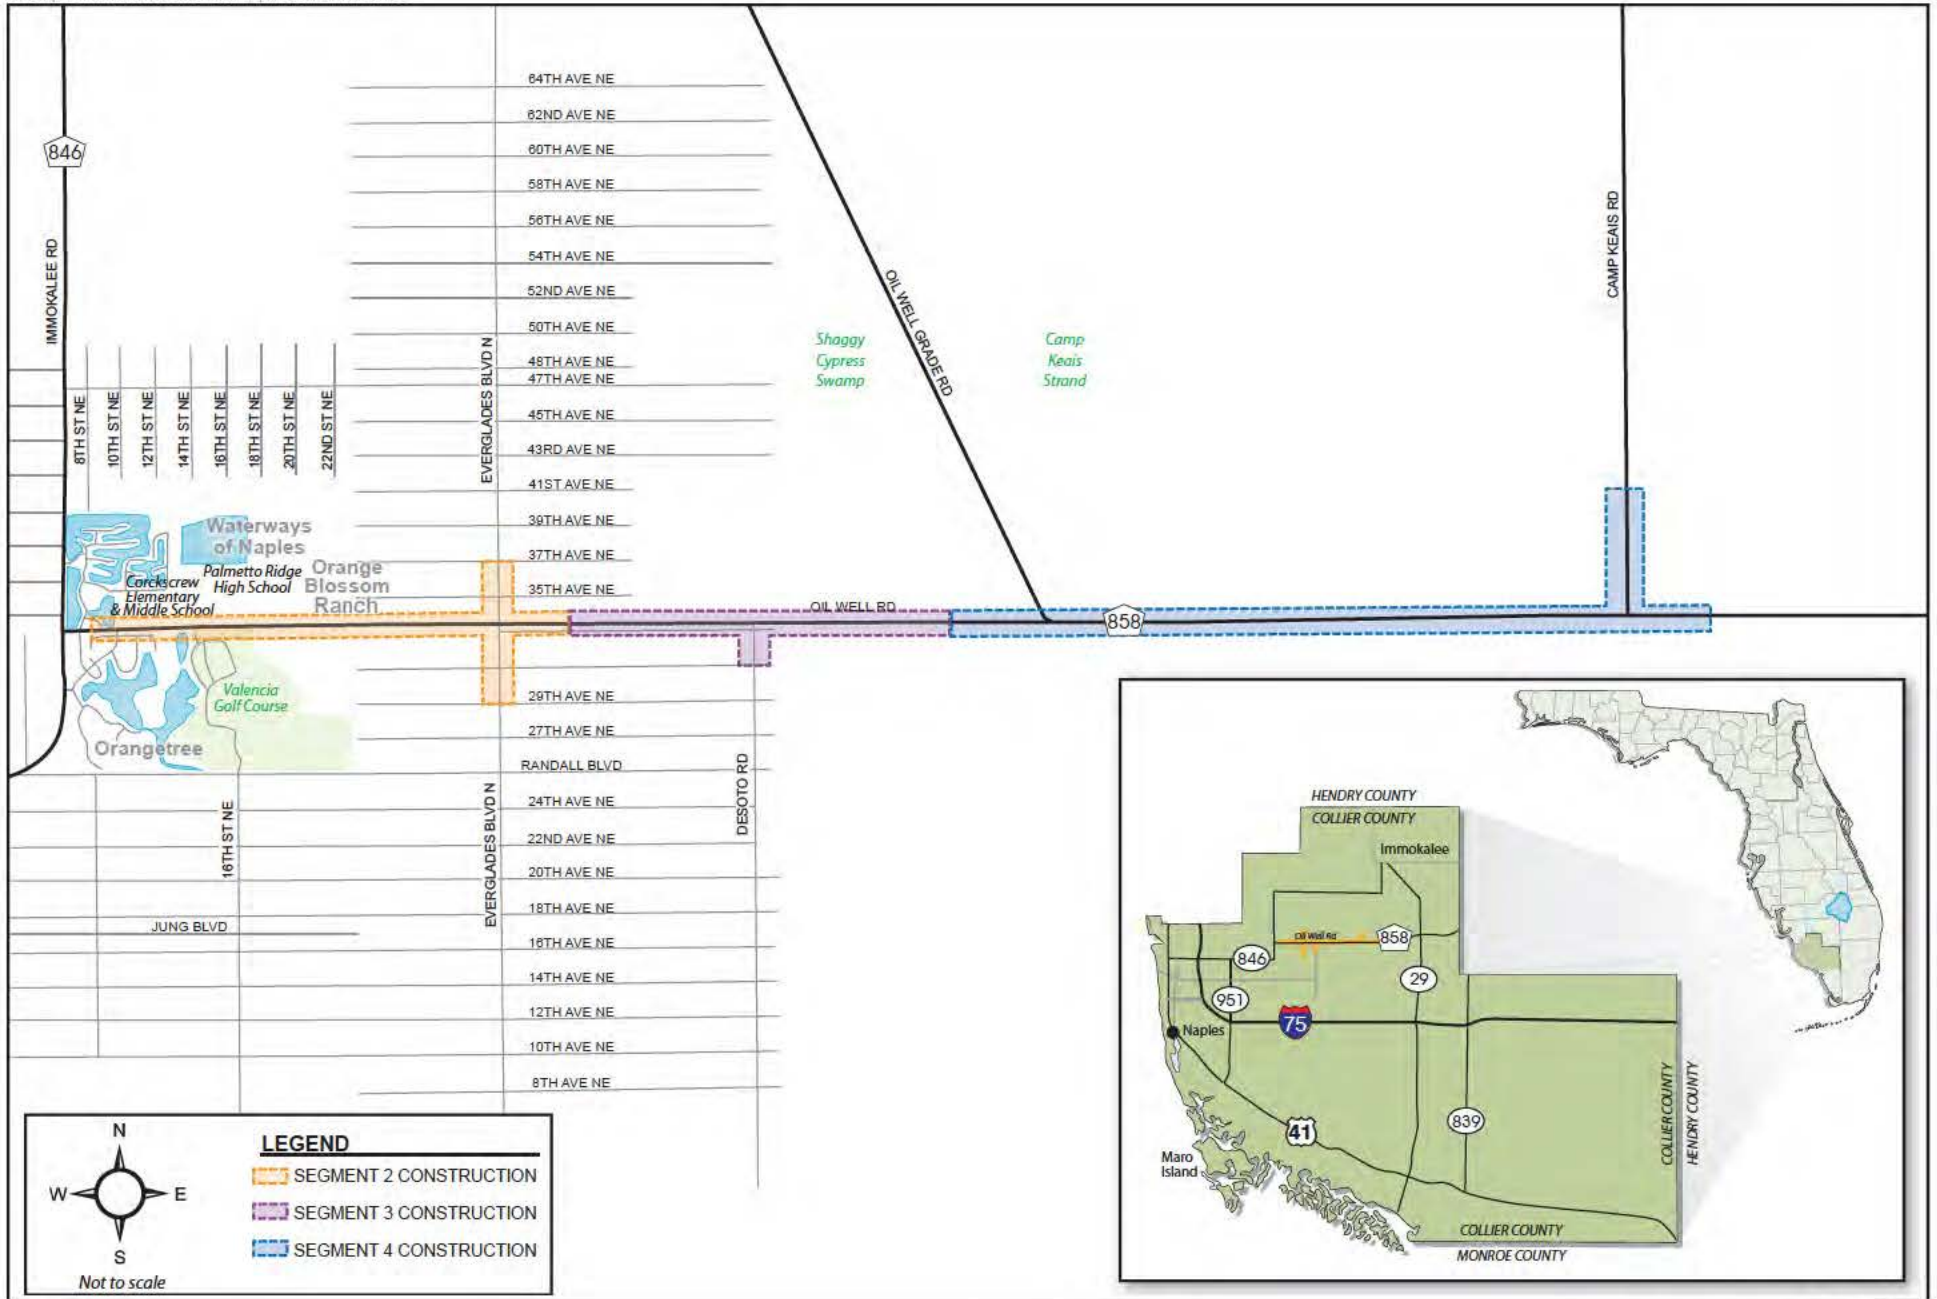 846
IMMOKALEE RD
64TH AVE NE
62ND AVE NE
60TH AVE NE
58TH AVE NE
56TH AVE NE
54TH AVE NE
52ND AVE NE
50TH AVE NE
48TH AVE NE
47TH AVE NE
45TH AVE NE
43RD AVE NE
41ST AVE NE
39TH AVE NE
37TH AVE NE
35TH AVE NE
EVERGLADES BLVD N
8TH ST NE
10TH ST NE
12TH ST NE
14TH ST NE
16TH ST NE
18TH ST NE
20TH ST NE
22ND ST NE
OIL WELL GRADE RD
CAMP KEAIS RD
Shaggy
Cypress
Swamp
Camp
Keais
Strand
Waterways
of Naples
Palmetto Ridge
High School
Orange
Blossom
Ranch
Corckscrew
Elementary
& Middle School
OIL WELL RD
858
Valencia
Golf Course
Orangetree
29TH AVE NE
27TH AVE NE
RANDALL BLVD
24TH AVE NE
22ND AVE NE
20TH AVE NE
18TH AVE NE
16TH AVE NE
14TH AVE NE
12TH AVE NE
10TH AVE NE
8TH AVE NE
16TH ST NE
EVERGLADES BLVD N
DESOTO RD
JUNG BLVD
N
W
E
S
Not to scale
LEGEND
SEGMENT 2 CONSTRUCTION
SEGMENT 3 CONSTRUCTION
SEGMENT 4 CONSTRUCTION
HENDRY COUNTY
COLLIER COUNTY
Immokalee
Oil Well Rd
858
846
29
951
75
Naples
41
839
Maro
Island
COLLIER COUNTY
HENDRY COUNTY
COLLIER COUNTY
MONROE COUNTY